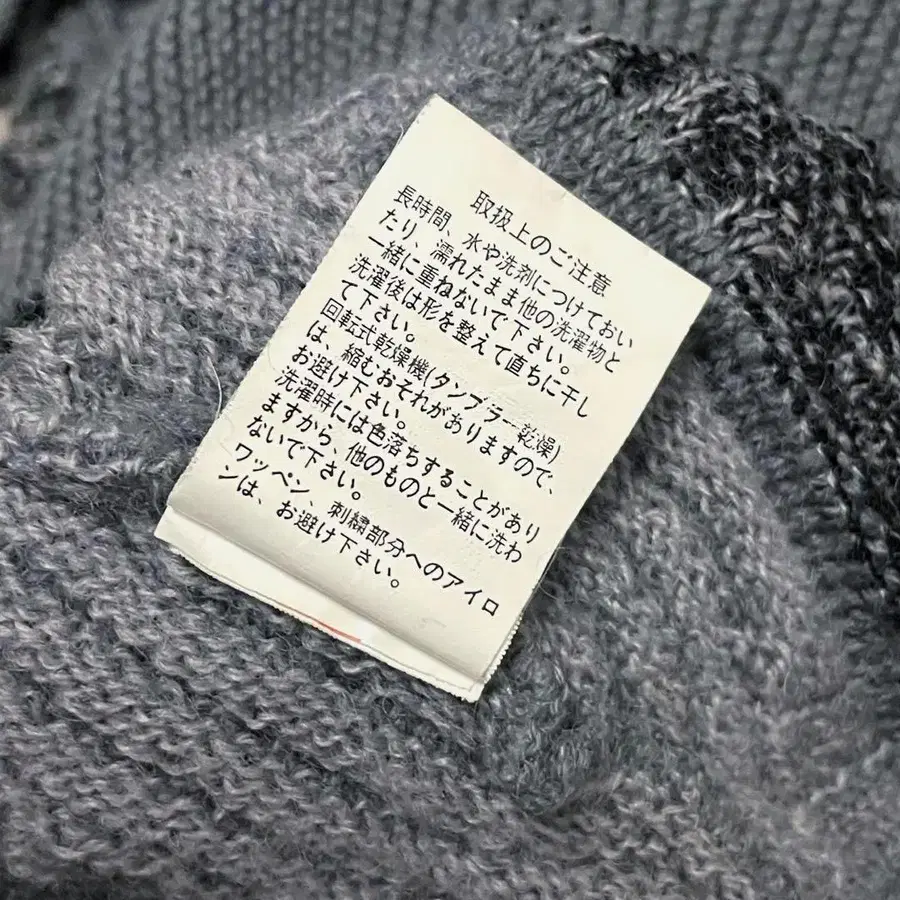 取扱上のご注意
長時間、水や洗剤につけておい
たり、濡れたまま他の洗濯物と
一緒に重ねないで下さい。
洗濯後は形を整えて直ちに干し
て下さい。
回転式乾燥機(タンブラー乾燥)
は、縮むおそれがありますので、
お避け下さい。
洗濯時には色落ちすることがあり
ますから、他のものと一緒に洗わ
ないで下さい。
ワッペン、刺繍部分へのアイロ
ンは、お避け下さい。